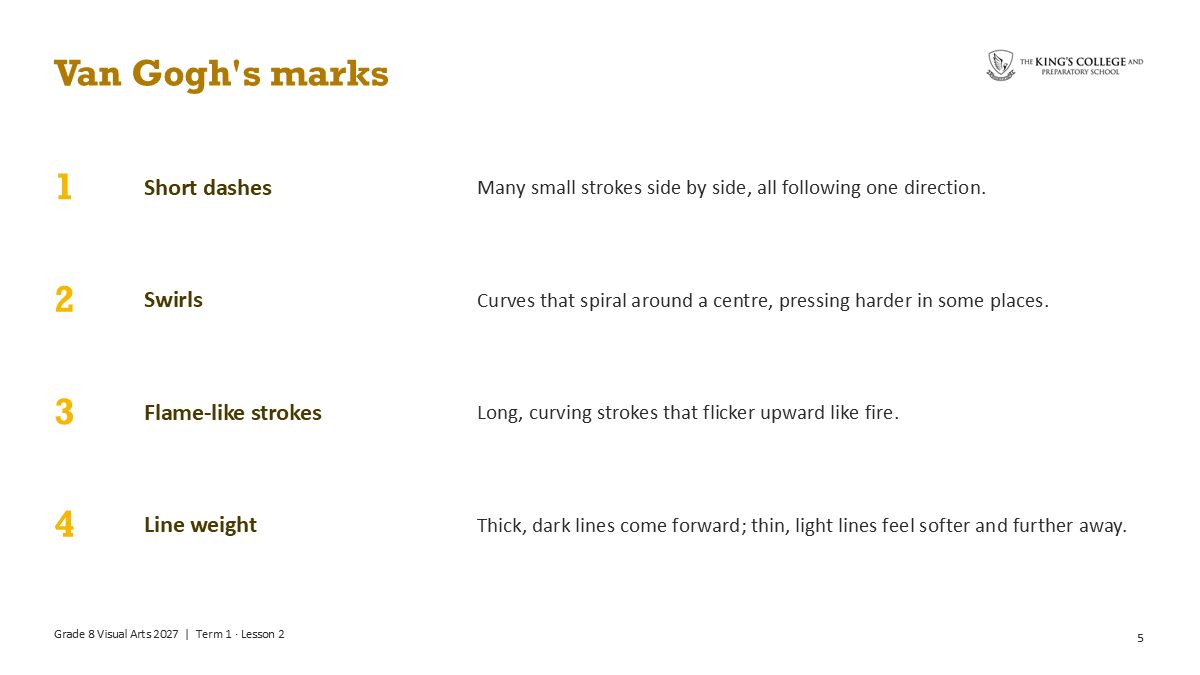 Van Gogh's marks
THE KING'S COLLEGE AND
PREPARATORY SCHOOL
1 Short dashes Many small strokes side by side, all following one direction.
2 Swirls Curves that spiral around a centre, pressing harder in some places.
3 Flame-like strokes Long, curving strokes that flicker upward like fire.
4 Line weight Thick, dark lines come forward; thin, light lines feel softer and further away.
Grade 8 Visual Arts 2027 | Term 1 · Lesson 2
5